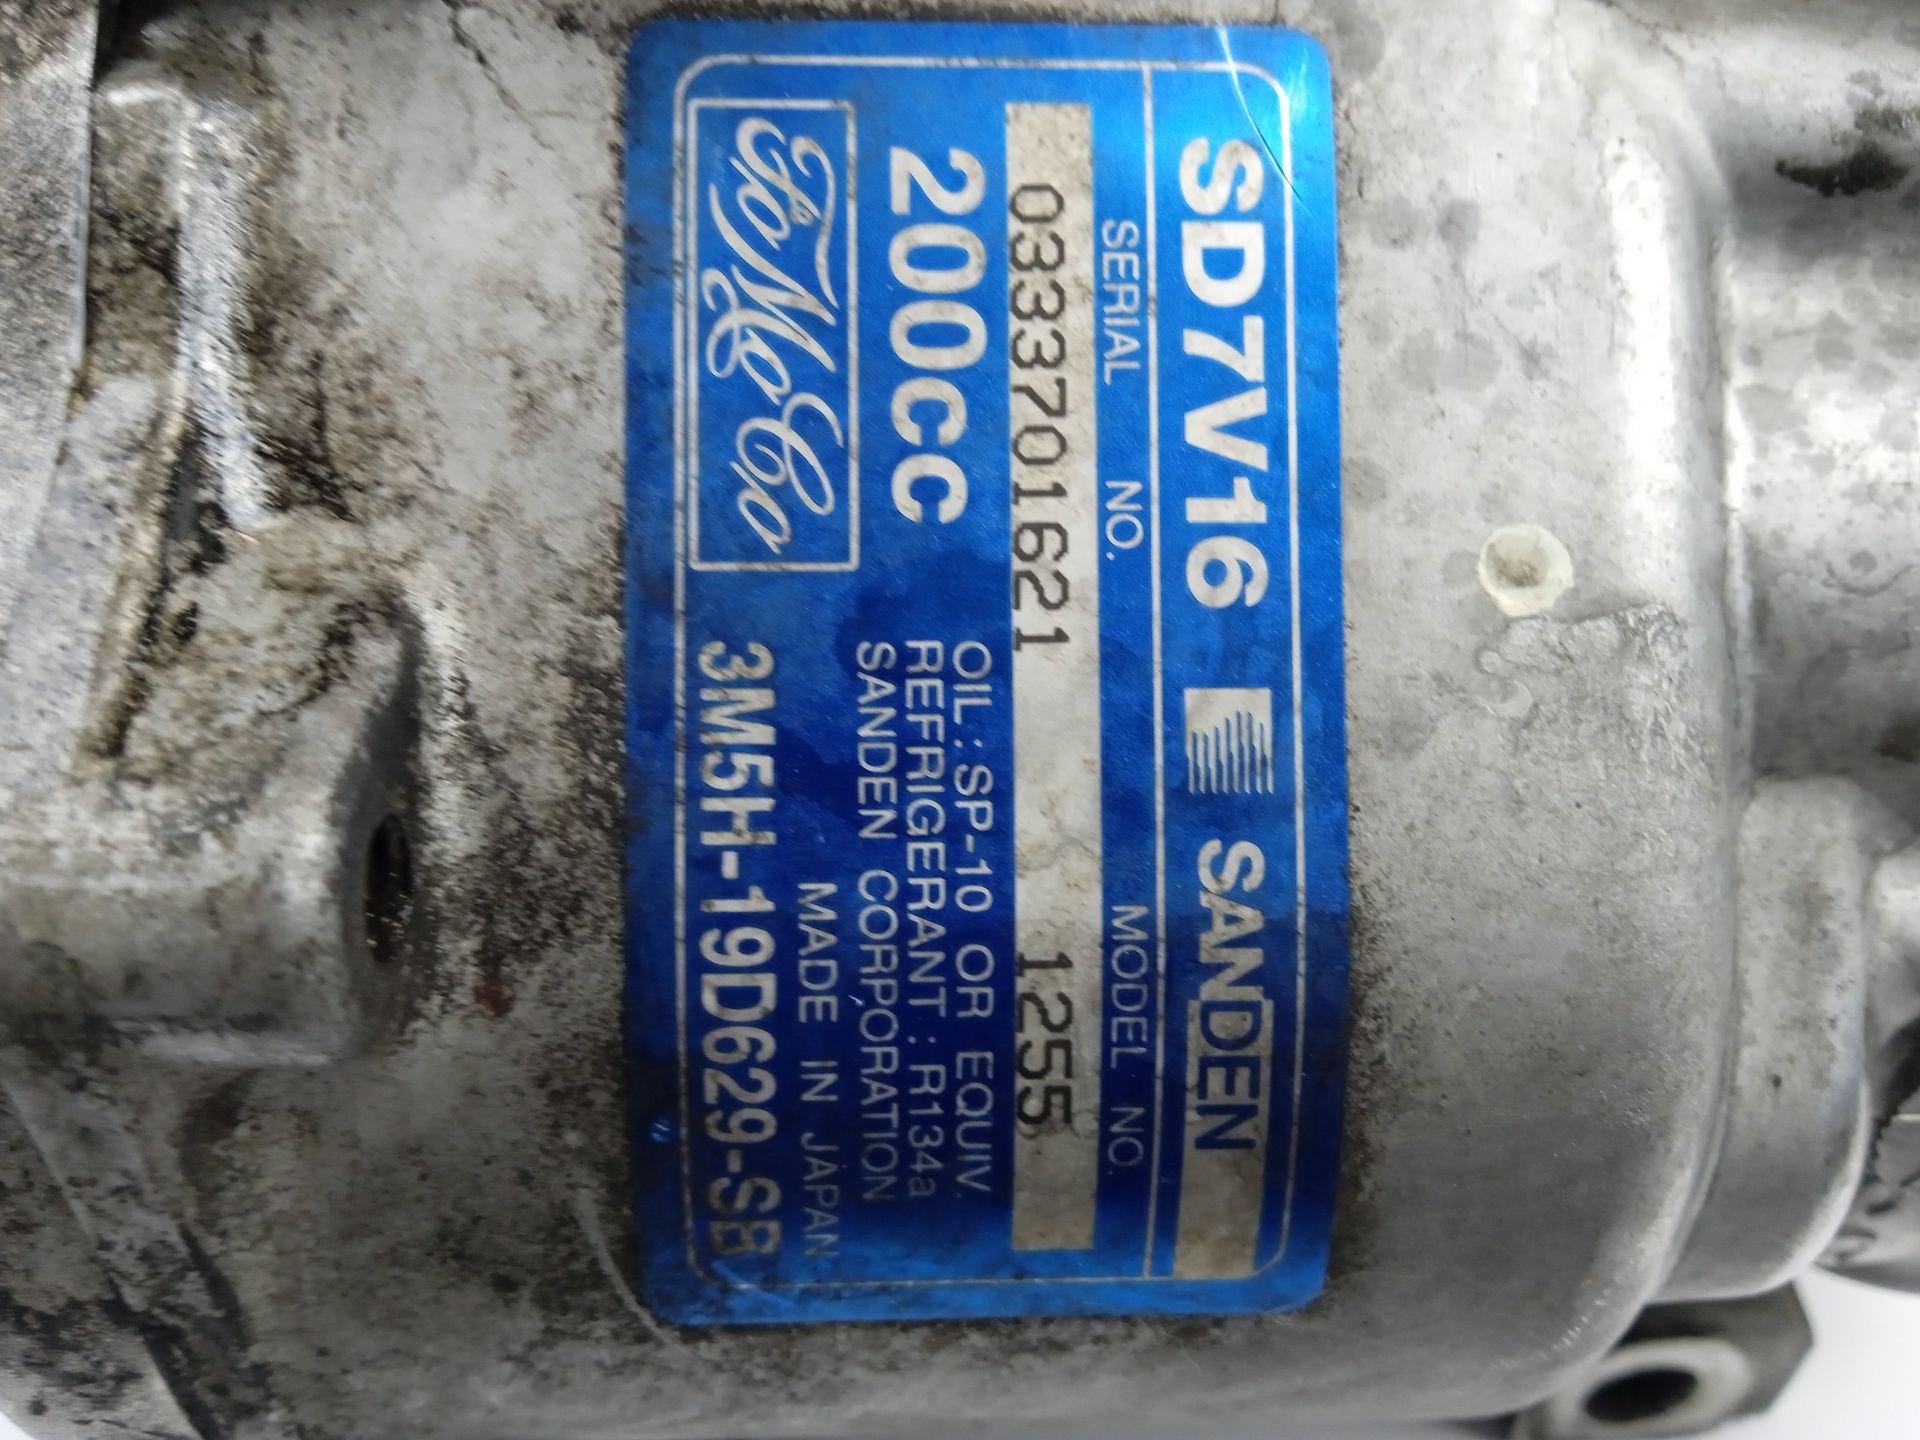 SD7V16 SANDEN
SERIAL NO. MODEL NO.
0333701621 1255
200cc
OIL:SP-10 OR EQUIV.
REFRIGERANT:R134a
SANDEN CORPORATION
MADE IN JAPAN
FoMoCo
3M5H-19D629-SB